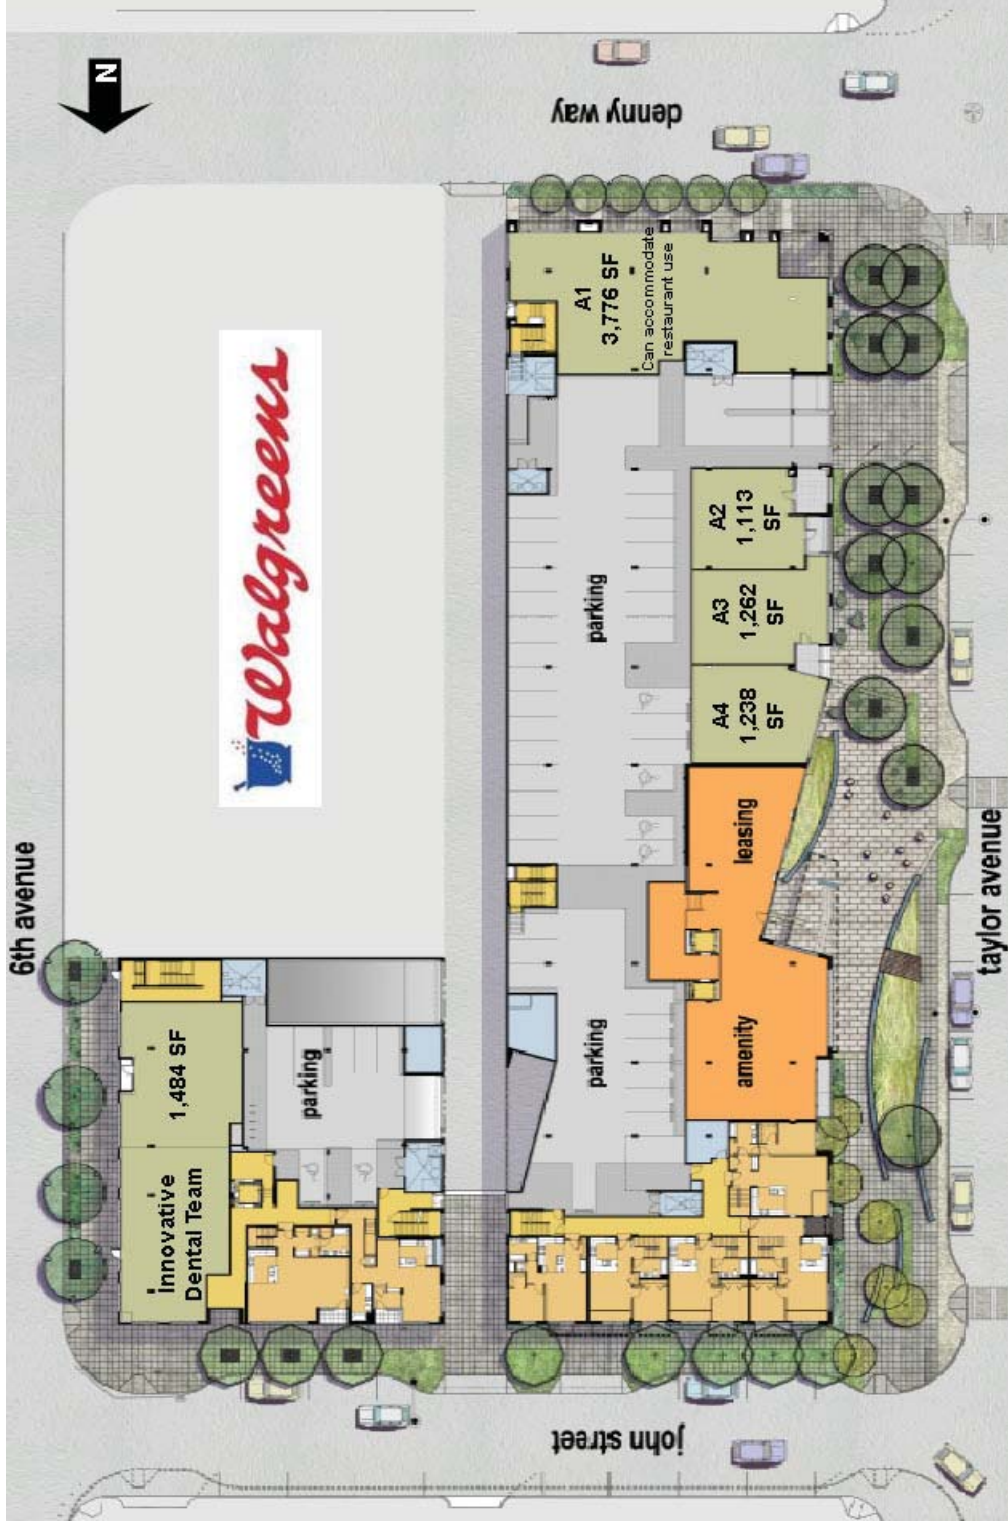 N
denny way
Walgreens
A1
3,776 SF
Can accommodate
restaurant use
A2
1,113
SF
A3
1,262
SF
A4
1,238
SF
parking
leasing
amenity
parking
parking
1,484 SF
Innovative
Dental Team
6th avenue
taylor avenue
john street